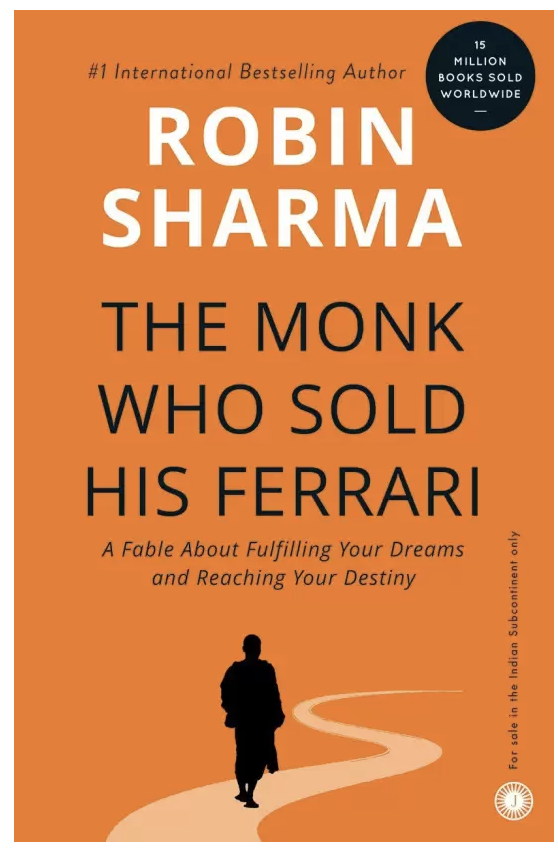 15
MILLION
BOOKS SOLD
WORLDWIDE
#1 International Bestselling Author
ROBIN
SHARMA
THE MONK
WHO SOLD
HIS FERRARI
A Fable About Fulfilling Your Dreams
and Reaching Your Destiny
For sale in the Indian Subcontinent only
J